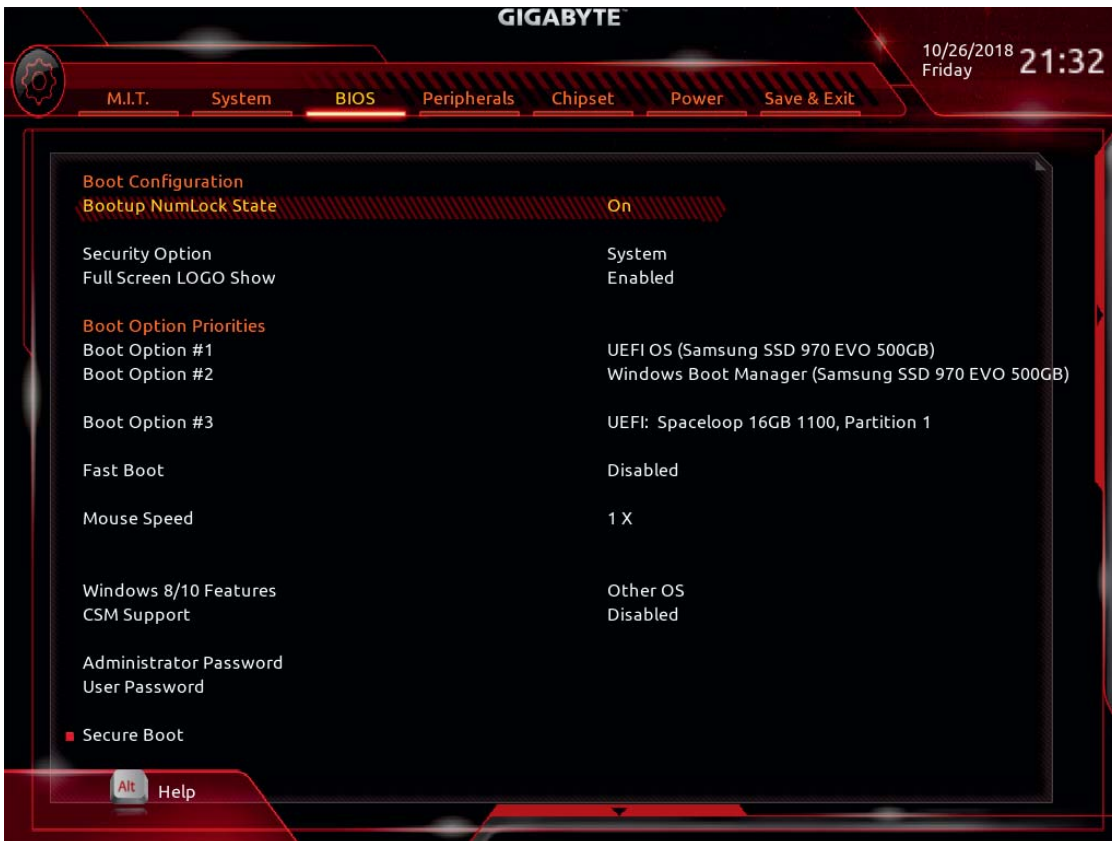 GIGABYTE™
10/26/2018
Friday
21:32
M.I.T. System BIOS Peripherals Chipset Power Save & Exit
Boot Configuration
Bootup NumLock State On
Security Option System
Full Screen LOGO Show Enabled
Boot Option Priorities
Boot Option #1 UEFI OS (Samsung SSD 970 EVO 500GB)
Boot Option #2 Windows Boot Manager (Samsung SSD 970 EVO 500GB)
Boot Option #3 UEFI: Spaceloop 16GB 1100, Partition 1
Fast Boot Disabled
Mouse Speed 1 X
Windows 8/10 Features Other OS
CSM Support Disabled
Administrator Password
User Password
Secure Boot
Alt Help